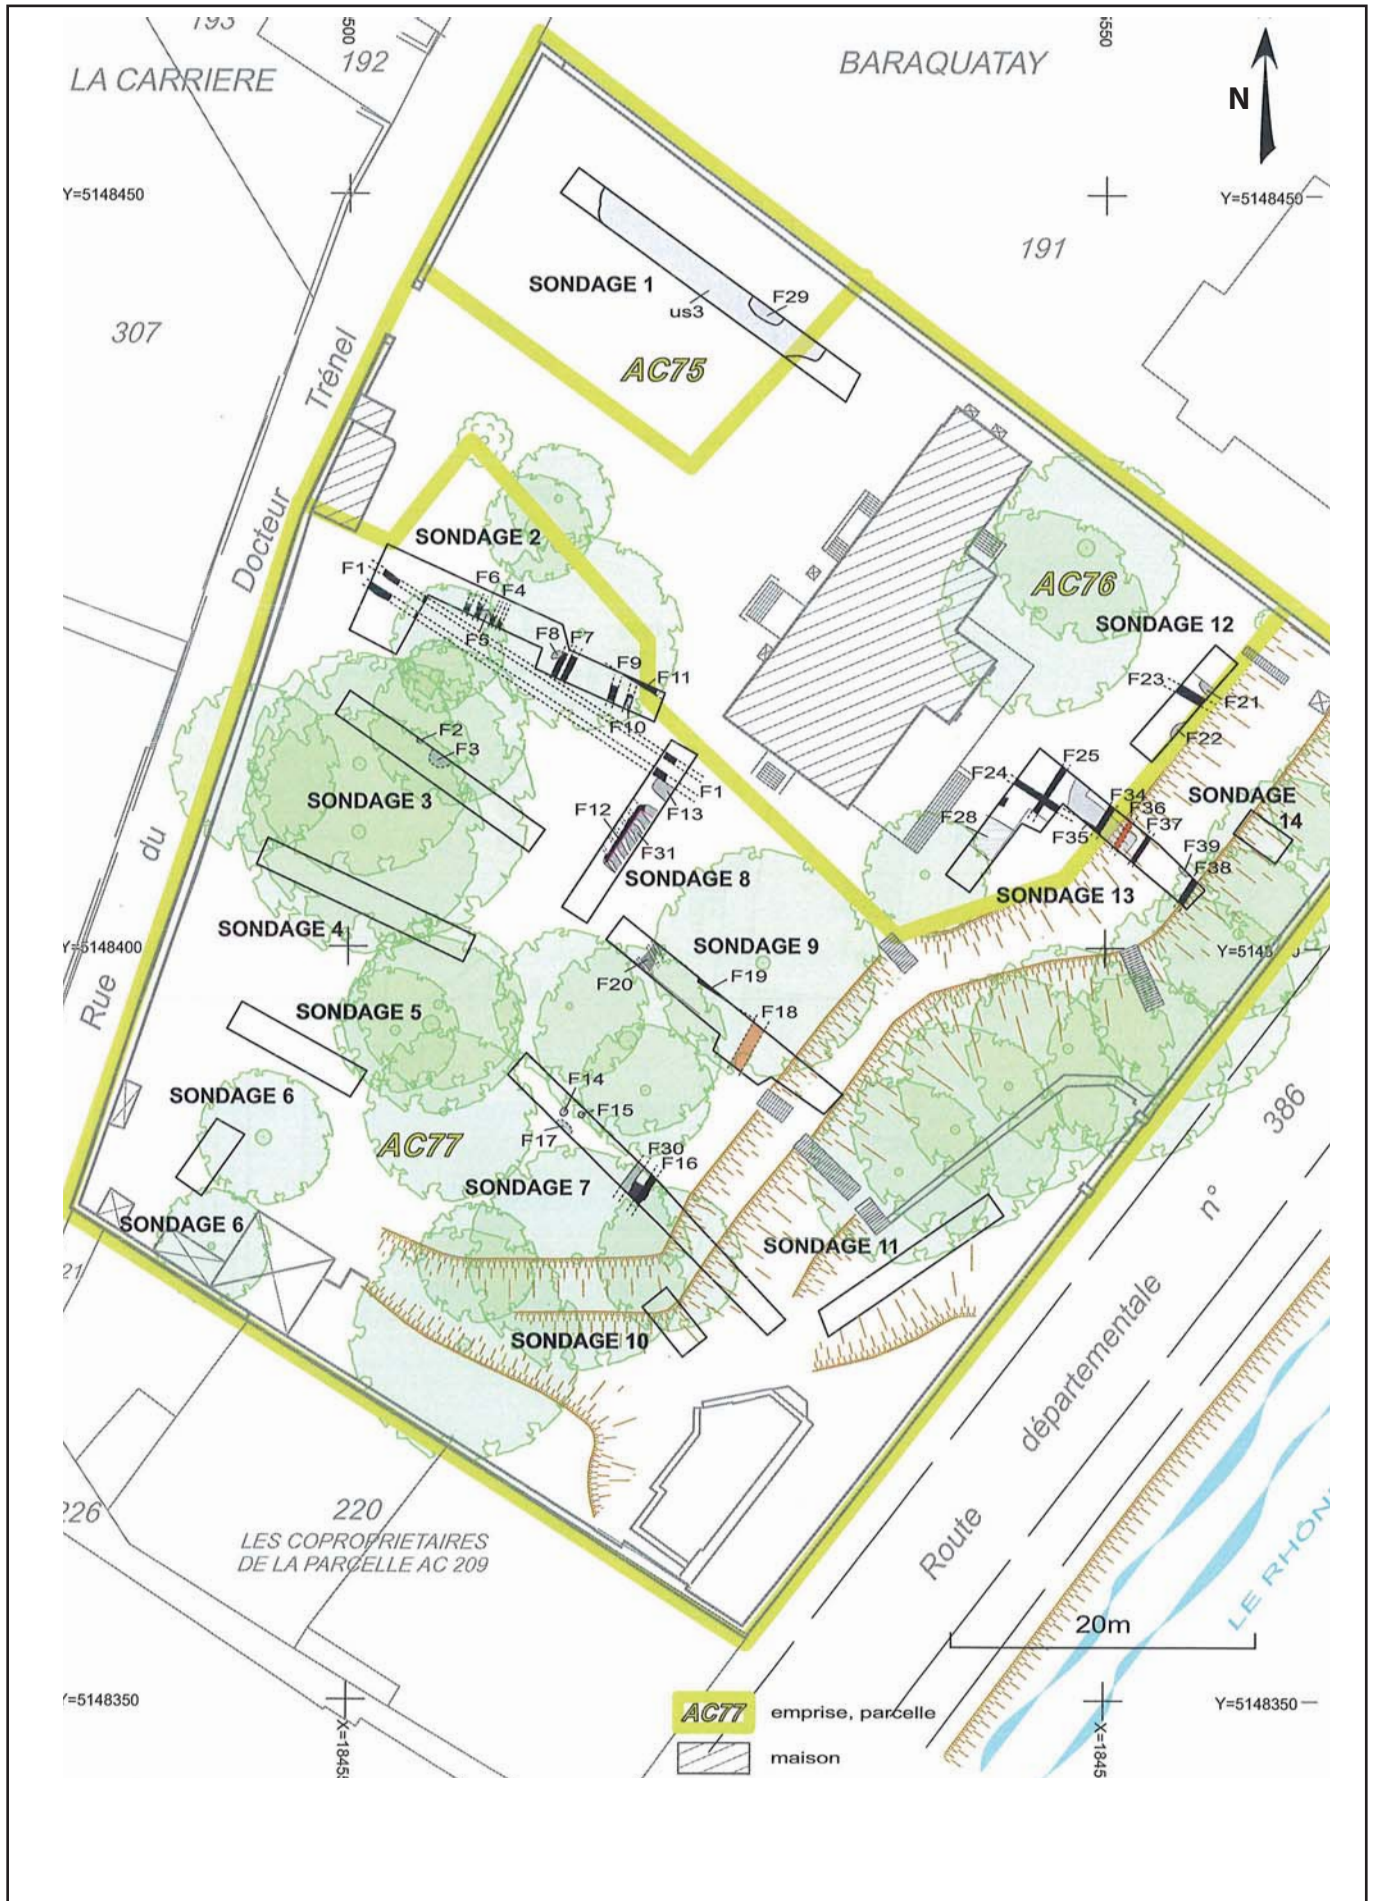 193
192
500
550
LA CARRIERE
BARAQUATAY
N
Y=5148450
Y=5148450
191
SONDAGE 1
F29
us3
307
AC75
Trénel
Docteur
du
Rue
SONDAGE 2
F1
F6
F4
F5
F8
F7
F9
F11
F10
AC76
SONDAGE 12
F23
F21
F22
F2
F3
SONDAGE 3
F1
F12
F13
F31
SONDAGE 8
F24
F25
F28
F34
F36
F35
F37
F39
F38
SONDAGE
14
SONDAGE 13
SONDAGE 4
Y=5148400
SONDAGE 9
F20
F19
F18
SONDAGE 5
SONDAGE 6
F14
F15
F17
AC77
F30
F16
SONDAGE 7
SONDAGE 6
SONDAGE 11
SONDAGE 10
386
n°
départementale
Route
LE RHÔN
21
226
220
LES COPROPRIETAIRES
DE LA PARCELLE AC 209
20m
Y=5148350
Y=5148350
X=1845
X=1845
AC77 emprise, parcelle
maison